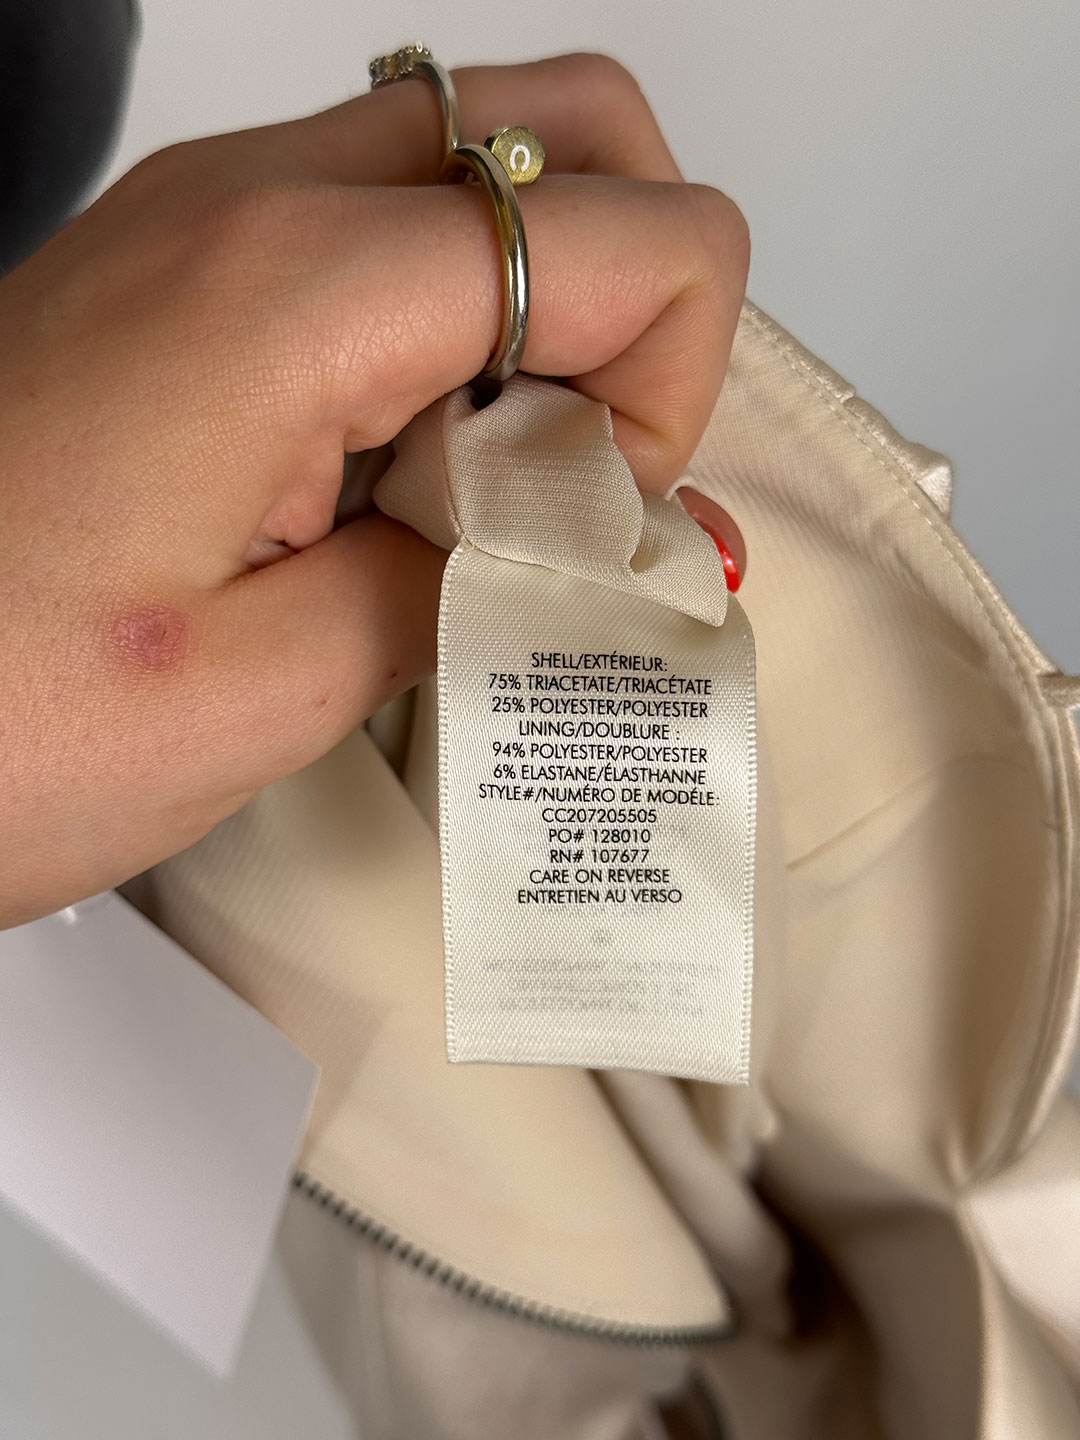 SHELL/EXTÉRIEUR:
75% TRIACETATE/TRIACÉTATE
25% POLYESTER/POLYESTER
LINING/DOUBLURE :
94% POLYESTER/POLYESTER
6% ELASTANE/ÉLASTHANNE
STYLE#/NUMÉRO DE MODÉLE:
CC207205505
PO# 128010
RN# 107677
CARE ON REVERSE
ENTRETIEN AU VERSO